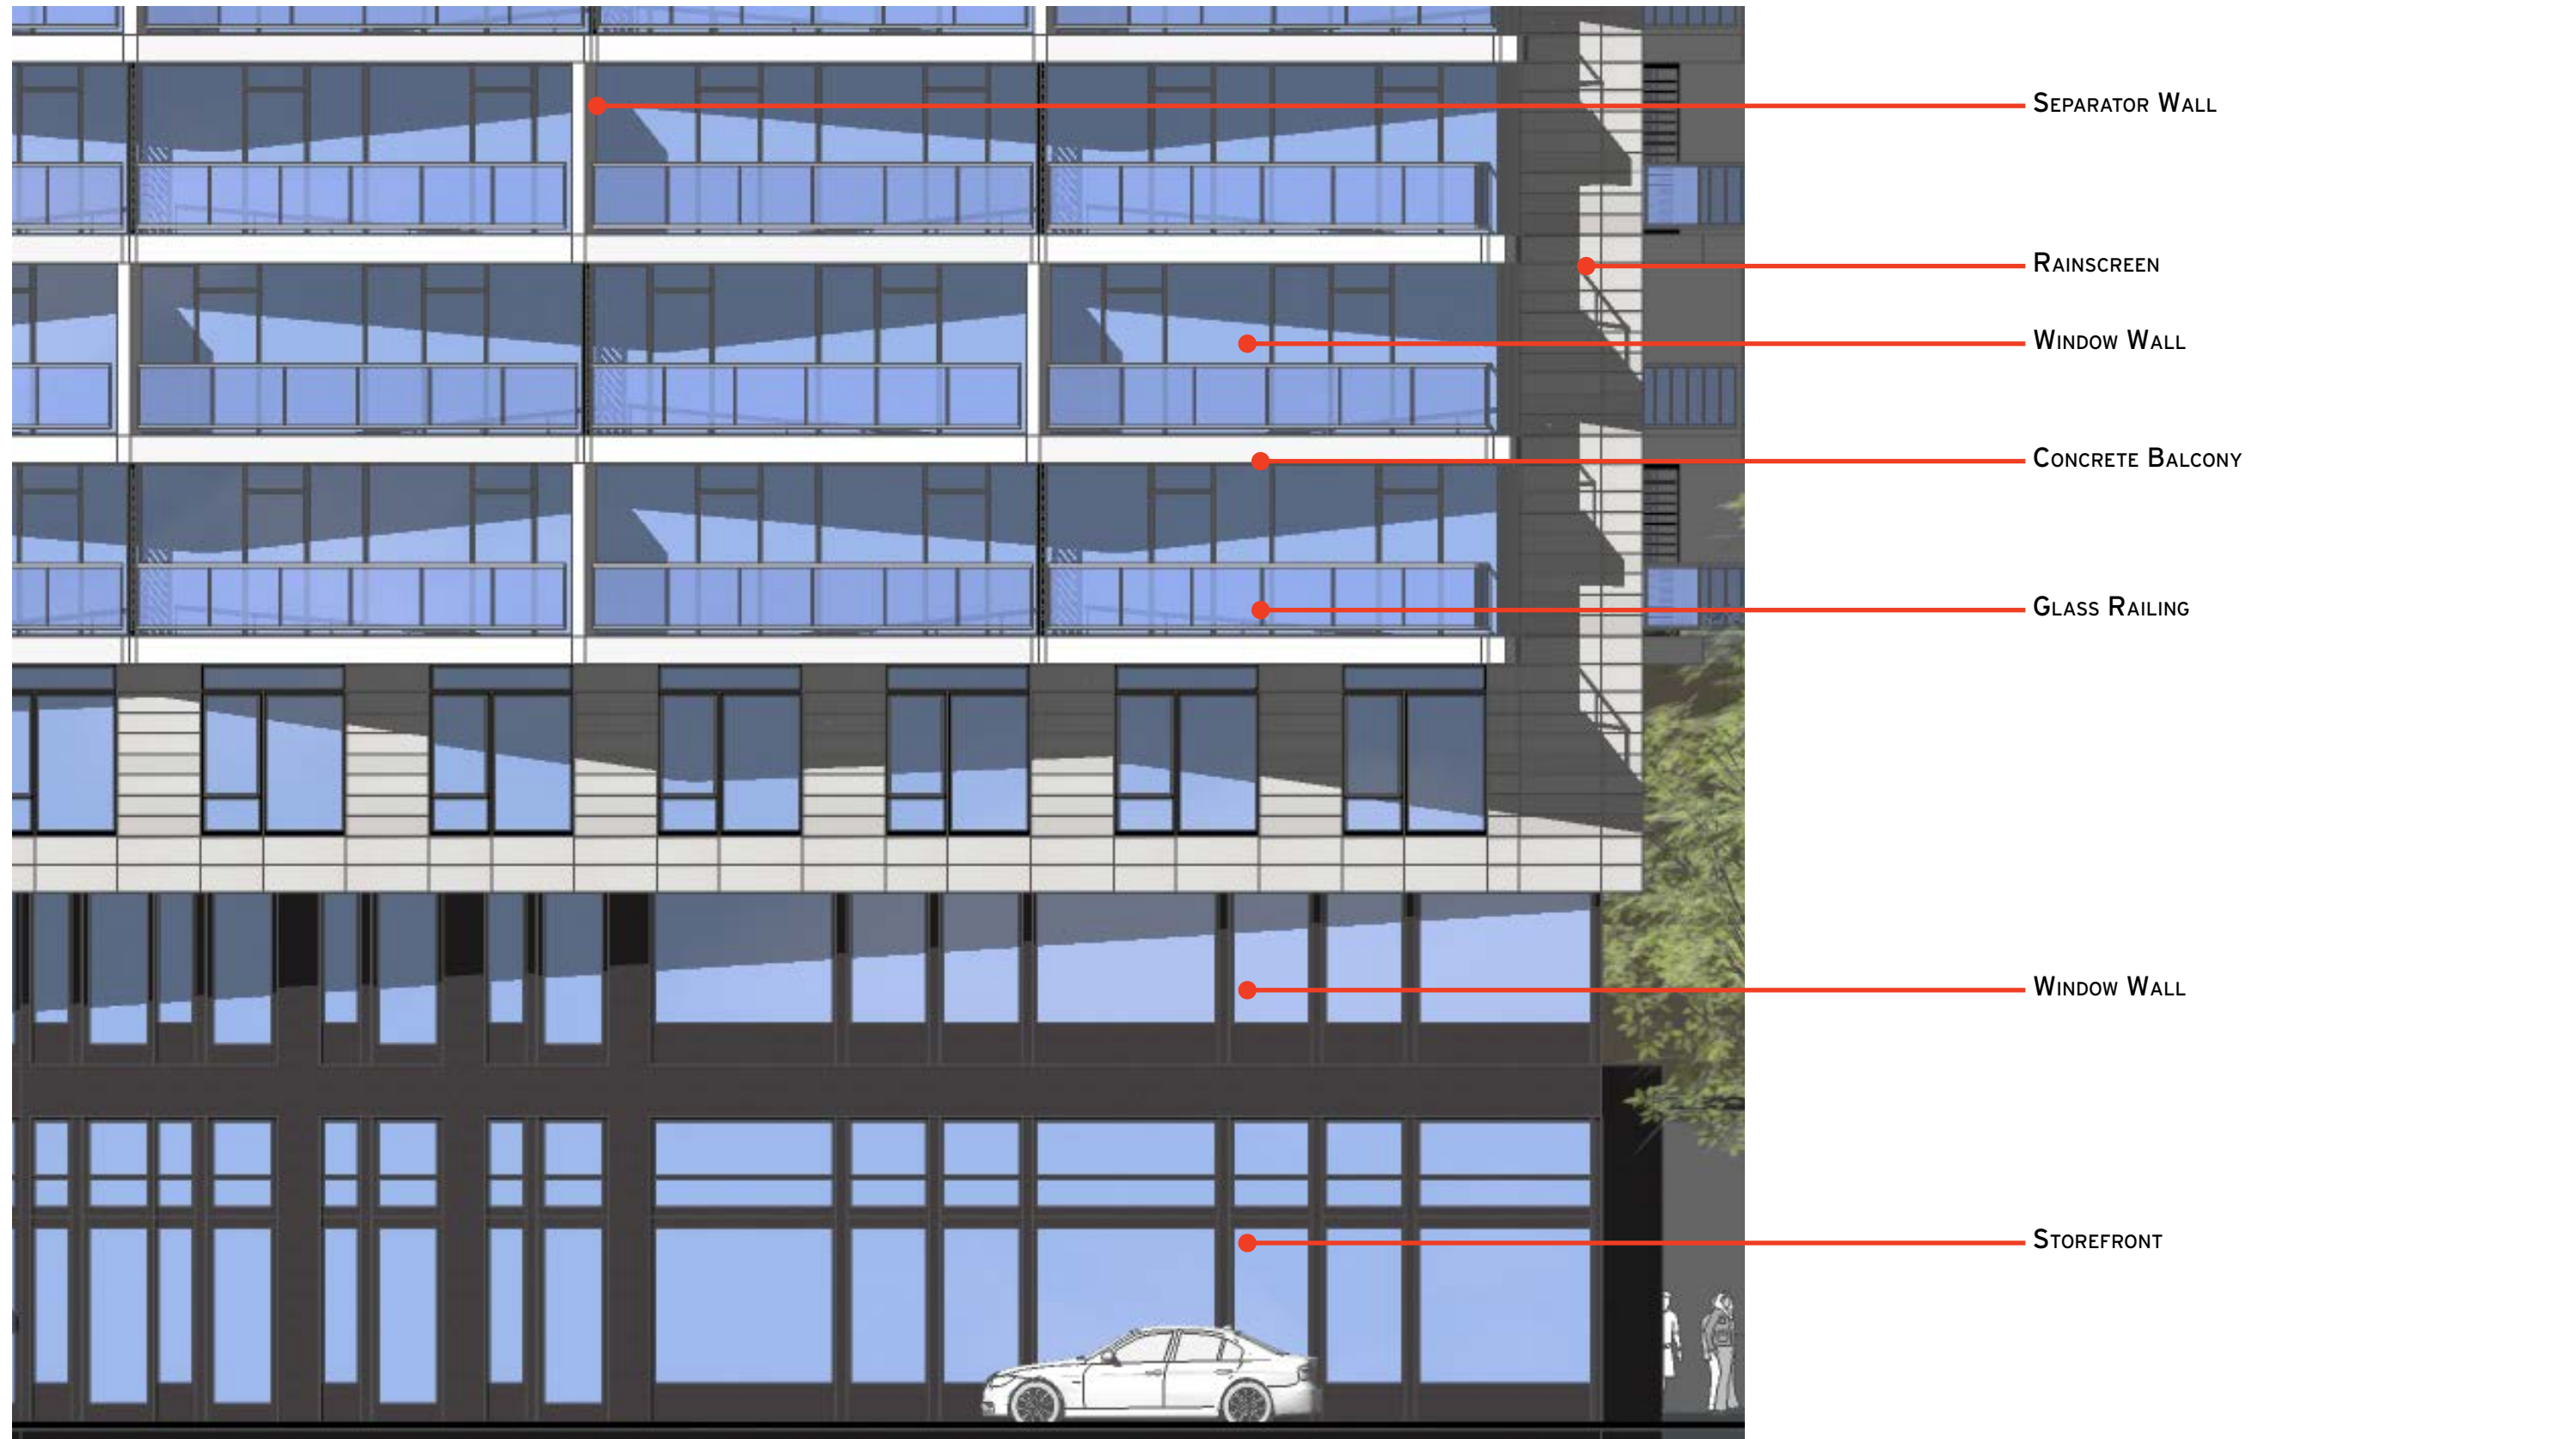 Separator Wall
Rainscreen
Window Wall
Concrete Balcony
Glass Railing
Window Wall
Storefront